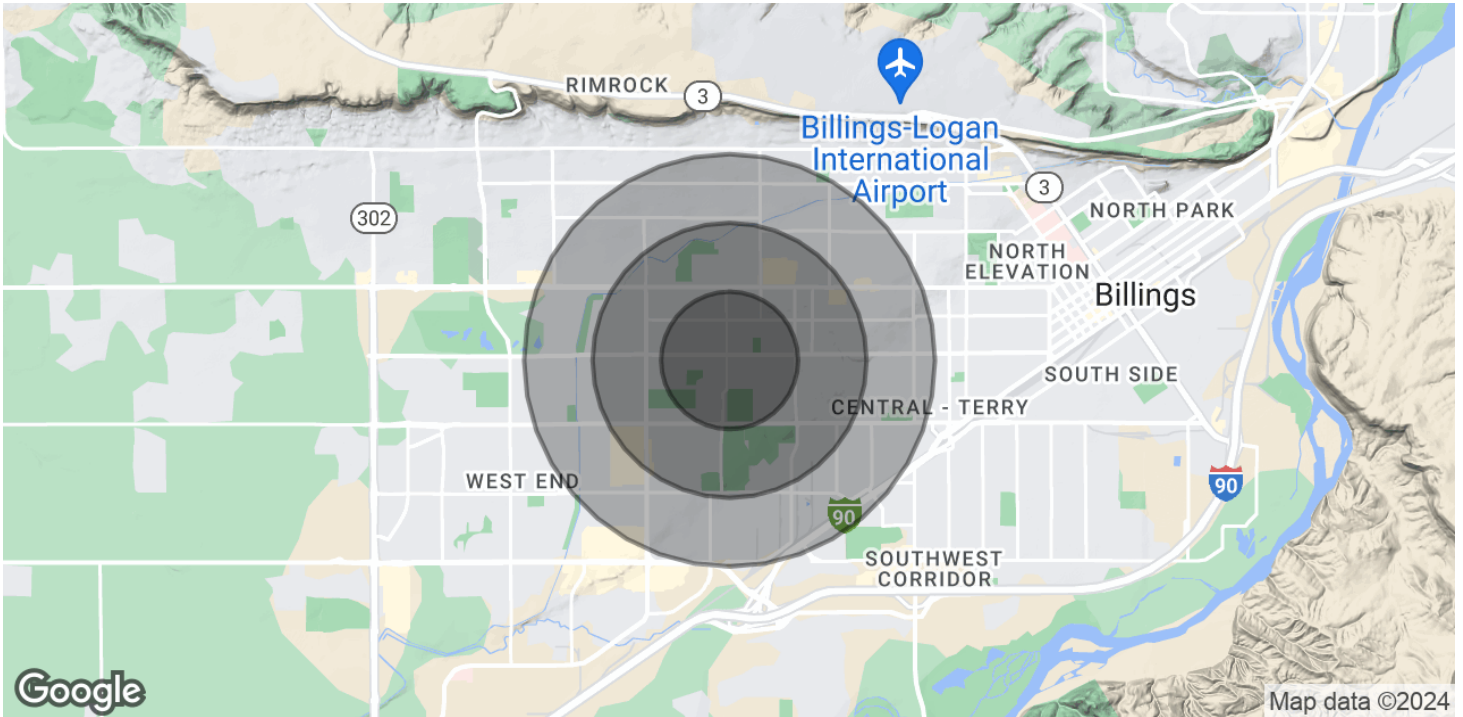 RIMROCK
3
Billings-Logan
International
Airport
3
302
NORTH PARK
NORTH
ELEVATION
Billings
SOUTH SIDE
CENTRAL - TERRY
WEST END
90
90
SOUTHWEST
CORRIDOR
Google
Map data ©2024